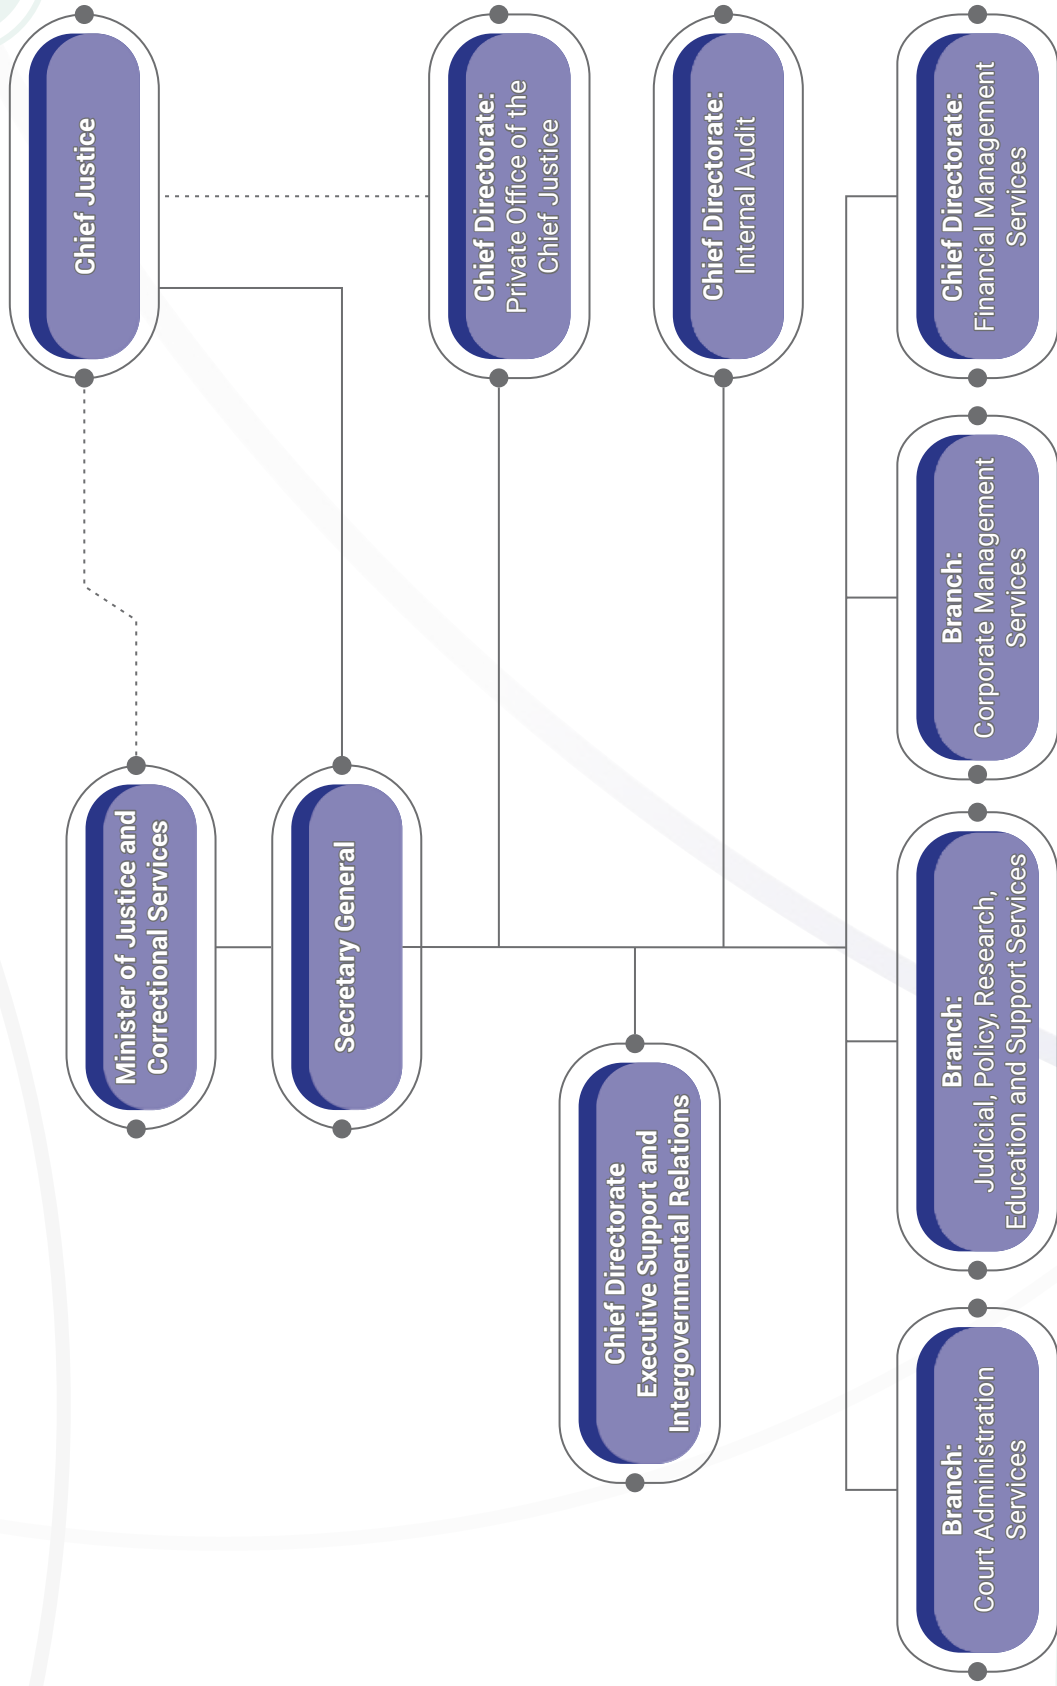 Minister of Justice and
Correctional Services
Chief Justice
Secretary General
Chief Directorate:
Private Office of the
Chief Justice
Chief Directorate
Executive Support and
Intergovernmental Relations
Chief Directorate:
Internal Audit
Branch:
Court Administration
Services
Branch:
Judicial, Policy, Research,
Education and Support Services
Branch:
Corporate Management
Services
Chief Directorate:
Financial Management
Services